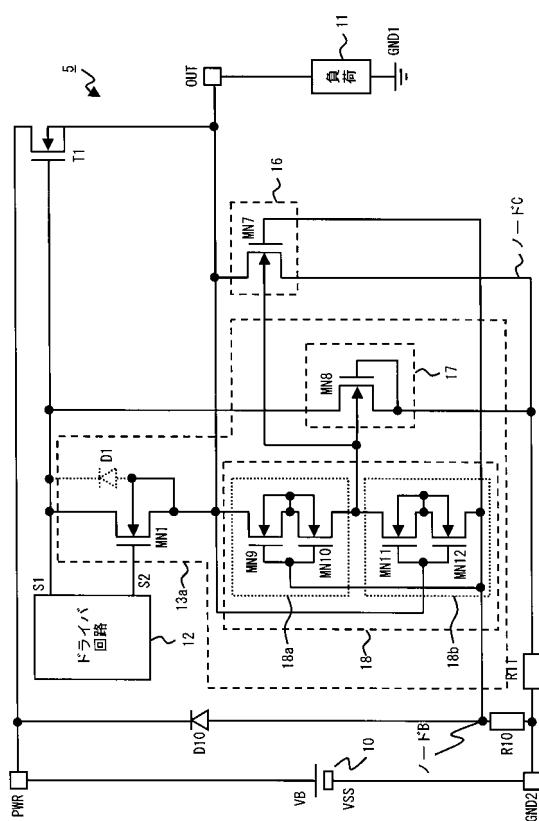 5
PWR
VB
VSS
10
GND2
D10
R10
ノードB
R11
ドライバ
回路
12
S1
S2
13a
MN1
D1
MN9
MN10
18a
18
MN11
MN12
18b
MN8
17
MN7
16
ノードC
T1
OUT
負荷
11
GND1